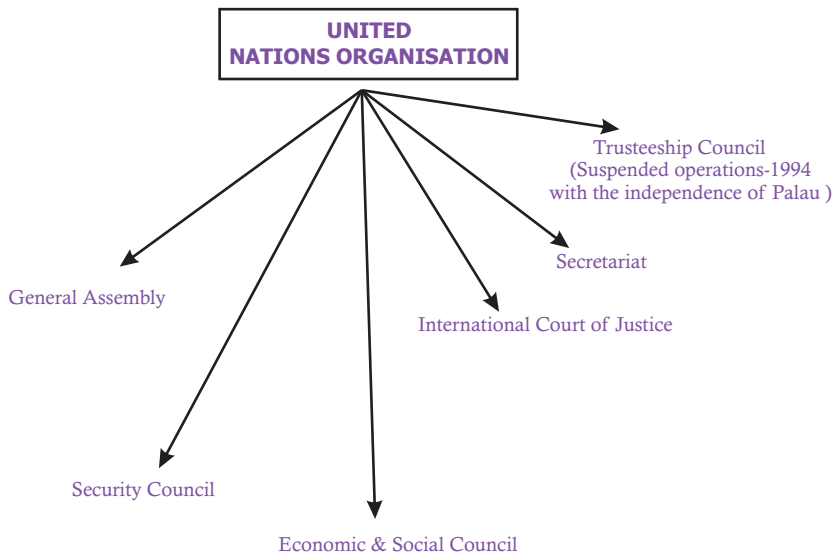 UNITED
NATIONS ORGANISATION
Trusteeship Council
(Suspended operations-1994
with the independence of Palau )
Secretariat
General Assembly
International Court of Justice
Security Council
Economic & Social Council